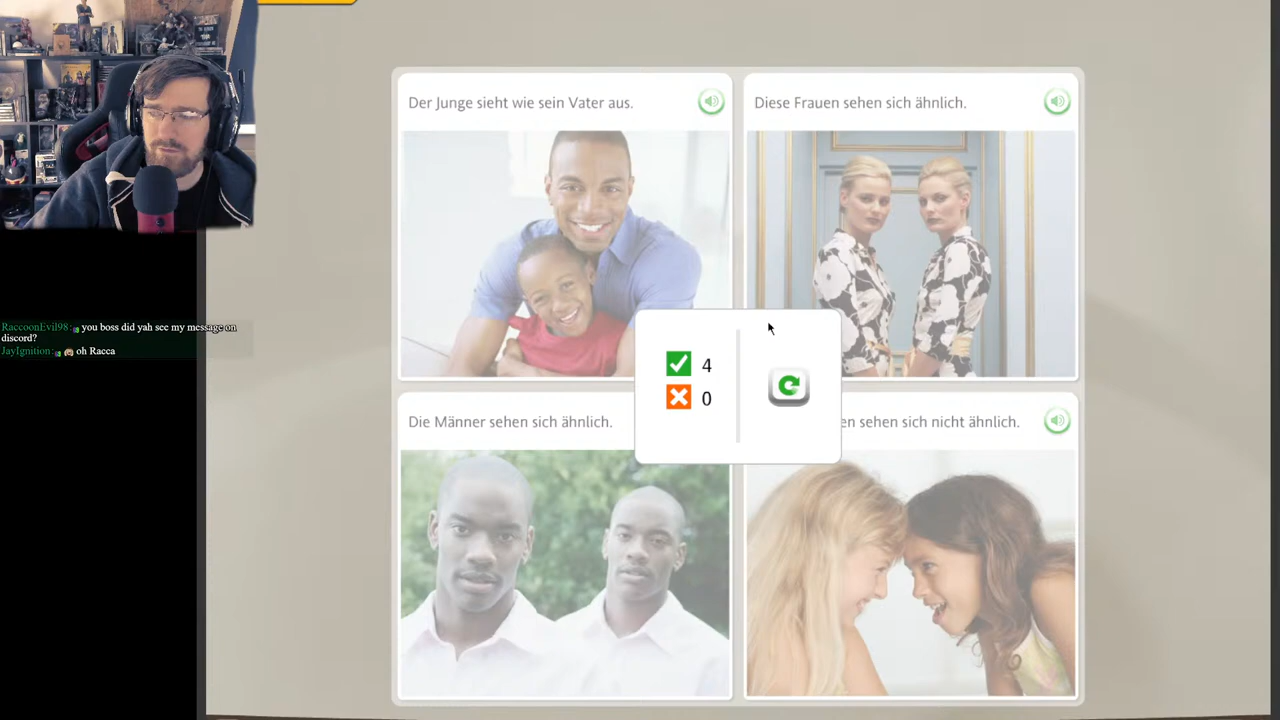 Der Junge sieht wie sein Vater aus.
Diese Frauen sehen sich ähnlich.
RaccoonEvil98: you boss did yah see my message on
discord?
JayIgnition: oh Racca
4
0
Die Männer sehen sich ähnlich.
sehen sich nicht ähnlich.